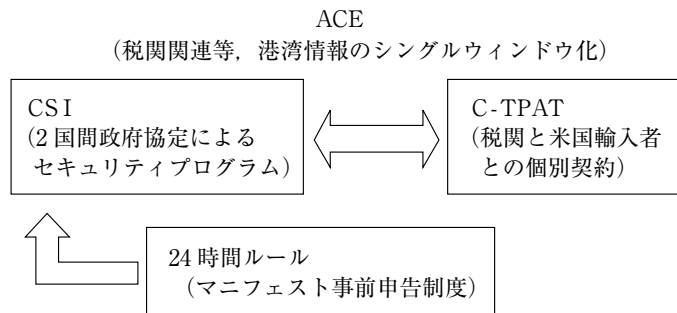 ACE
(税関関連等，港湾情報のシングルウィンドウ化)
CSI
(2 国間政府協定による
セキュリティプログラム)
C-TPAT
(税関と米国輸入者
との個別契約)
24 時間ルール
(マニフェスト事前申告制度)